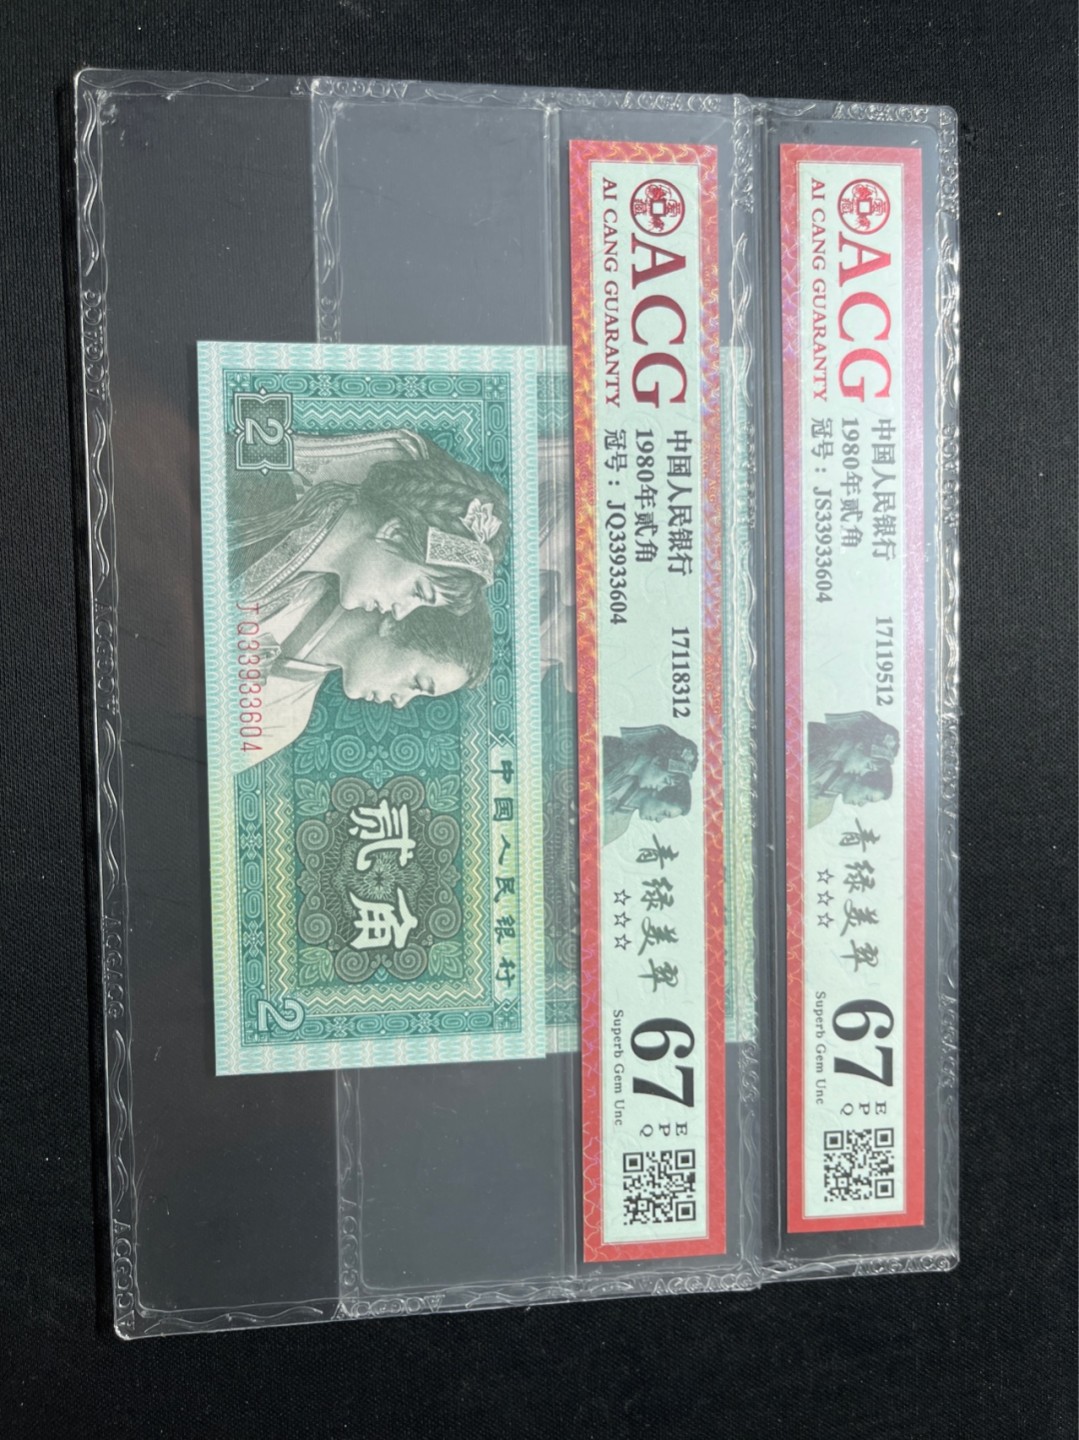 ACG
AI CANG GUARANTY
中国人民银行 17119512
1980年贰角
冠号：JS33933604
青绿美翠
☆☆☆
67 EPQ
Superb Gem Unc
ACG
AI CANG GUARANTY
中国人民银行 17118312
1980年贰角
冠号：JQ33933604
青绿美翠
☆☆☆
67 EPQ
Superb Gem Unc
中国人民银行
贰角
2
2
JQ33933604